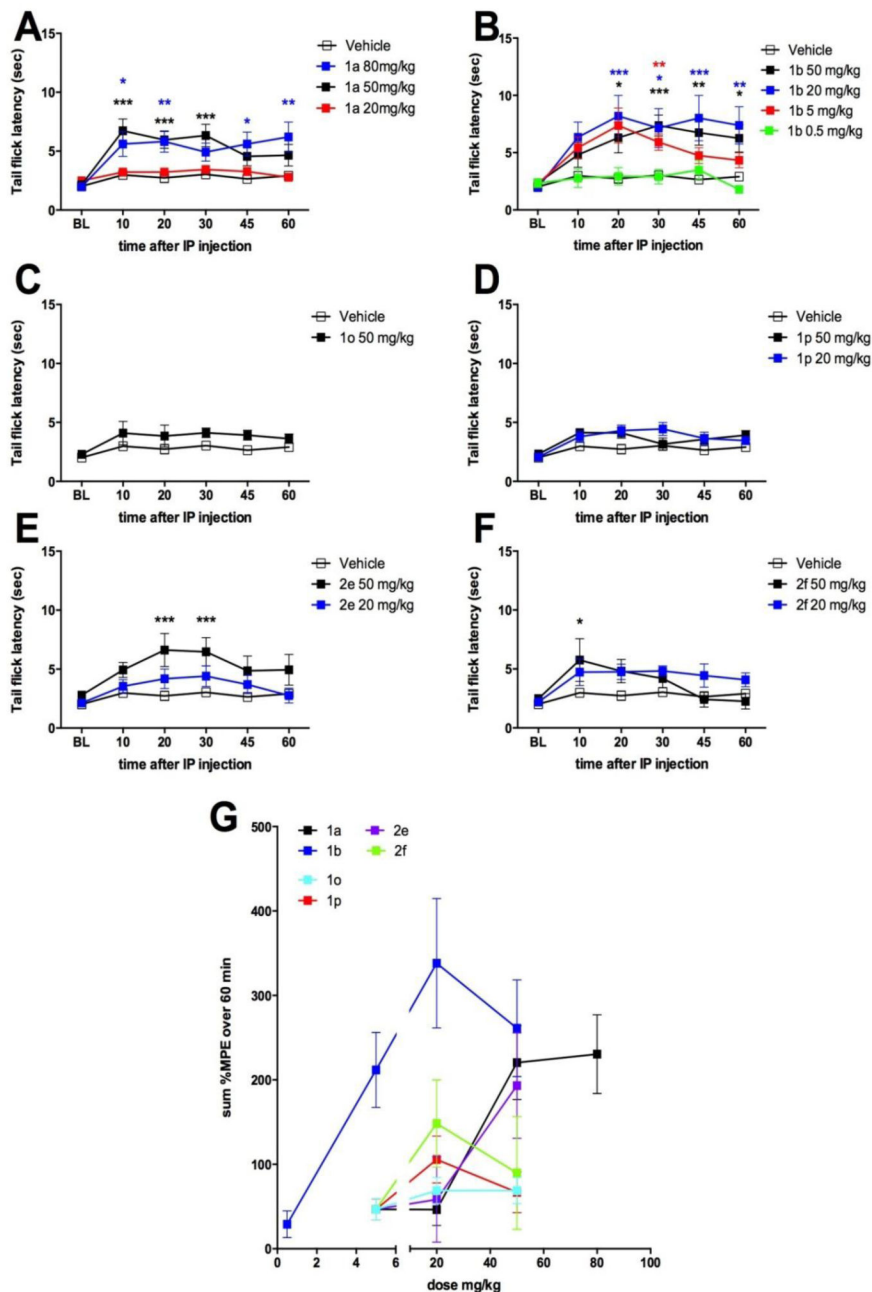 A
Tail flick latency (sec)
15
10
5
0
BL 10 20 30 45 60
time after IP injection
*
***
**
***
***
*
**
Vehicle
1a 80mg/kg
1a 50mg/kg
1a 20mg/kg
B
Tail flick latency (sec)
15
10
5
0
BL 10 20 30 45 60
time after IP injection
***
*
**
*
***
***
**
**
*
Vehicle
1b 50 mg/kg
1b 20 mg/kg
1b 5 mg/kg
1b 0.5 mg/kg
C
Tail flick latency (sec)
15
10
5
0
BL 10 20 30 45 60
time after IP injection
Vehicle
1o 50 mg/kg
D
Tail flick latency (sec)
15
10
5
0
BL 10 20 30 45 60
time after IP injection
Vehicle
1p 50 mg/kg
1p 20 mg/kg
E
Tail flick latency (sec)
15
10
5
0
BL 10 20 30 45 60
time after IP injection
*** ***
Vehicle
2e 50 mg/kg
2e 20 mg/kg
F
Tail flick latency (sec)
15
10
5
0
BL 10 20 30 45 60
time after IP injection
*
Vehicle
2f 50 mg/kg
2f 20 mg/kg
G
sum %MPE over 60 min
500
400
300
200
100
0
0 2 4 6 20 40 60 80 100
dose mg/kg
1a 2e
1b 2f
1o
1p